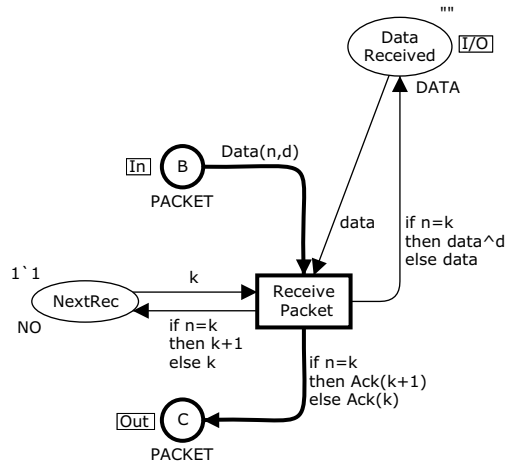 ""
Data
Received
I/O
DATA
In
B
Data(n,d)
PACKET
data
if n=k
then data^d
else data
1`1
k
NextRec
Receive
Packet
NO
if n=k
then k+1
else k
if n=k
then Ack(k+1)
else Ack(k)
Out
C
PACKET